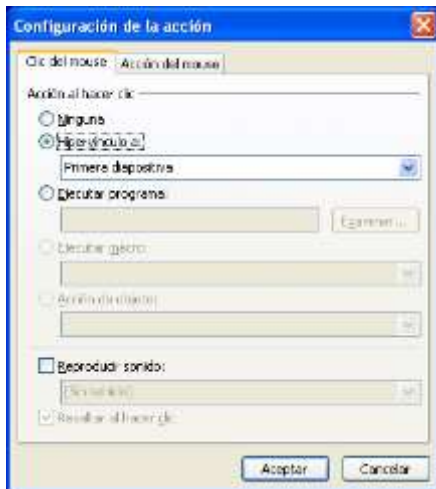 Configuración de la acción
Clic del mouse Acción del mouse
Acción al hacer clic
Ninguna
Hipervínculo a:
Primera diapositiva
Ejecutar programa:
Examinar...
Ejecutar macro:
Acción de objeto:
Reproducir sonido:
[Sin sonido]
Resaltar al hacer clic
Aceptar Cancelar